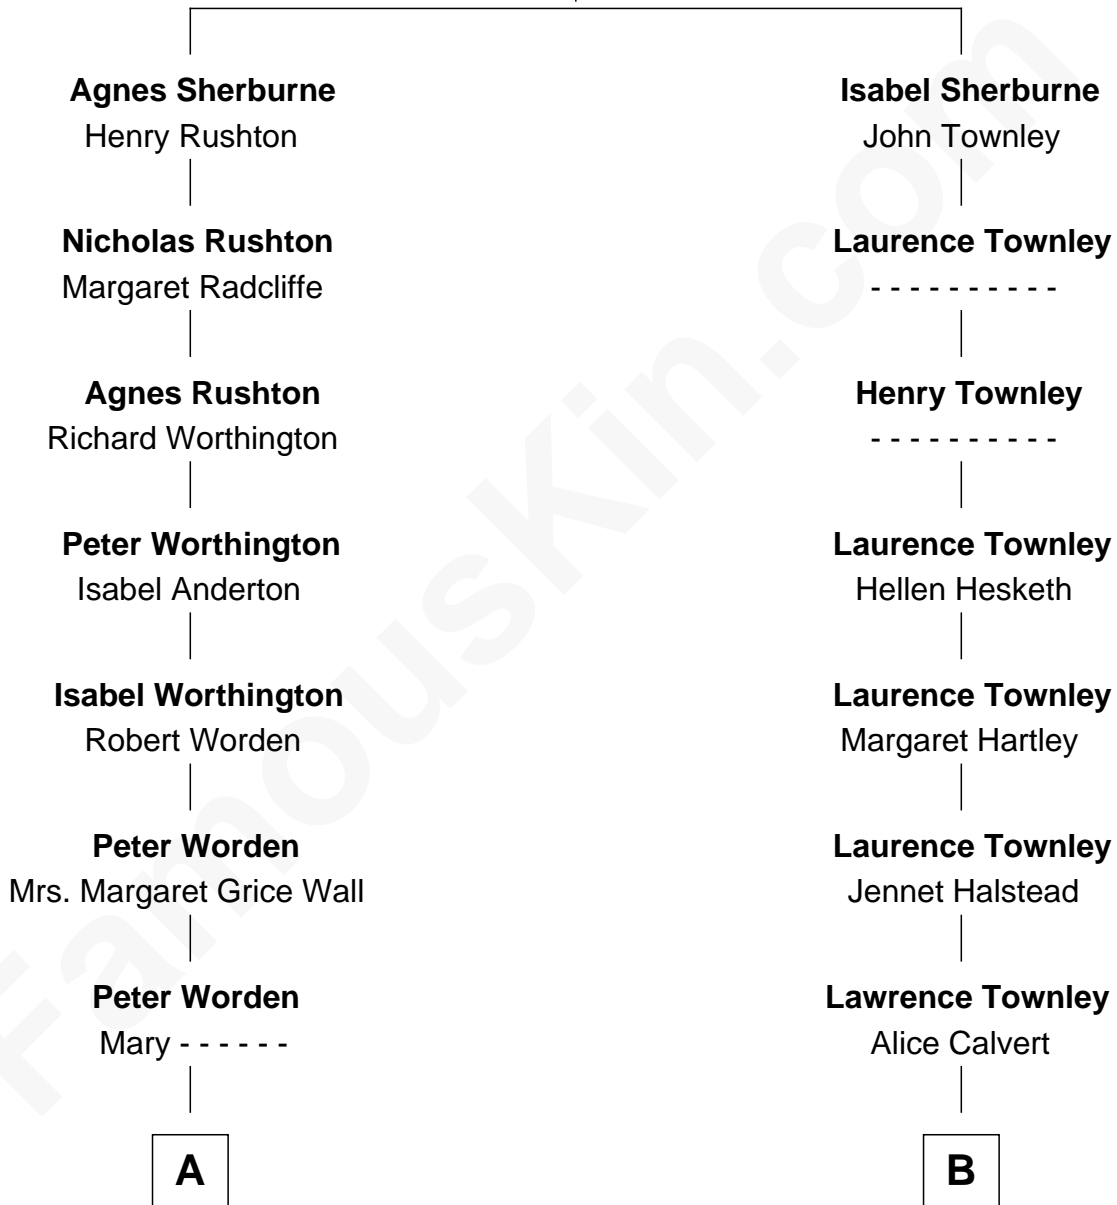 Agnes Sherburne
Henry Rushton
Nicholas Rushton
Margaret Radcliffe
Agnes Rushton
Richard Worthington
Peter Worthington
Isabel Anderton
Isabel Worthington
Robert Worden
Peter Worden
Mrs. Margaret Grice Wall
Peter Worden
Mary - - - - - -
A
Isabel Sherburne
John Townley
Laurence Townley
- - - - - - - - - -
Henry Townley
- - - - - - - - - -
Laurence Townley
Hellen Hesketh
Laurence Townley
Margaret Hartley
Laurence Townley
Jennet Halstead
Lawrence Townley
Alice Calvert
B
FamousKin.com